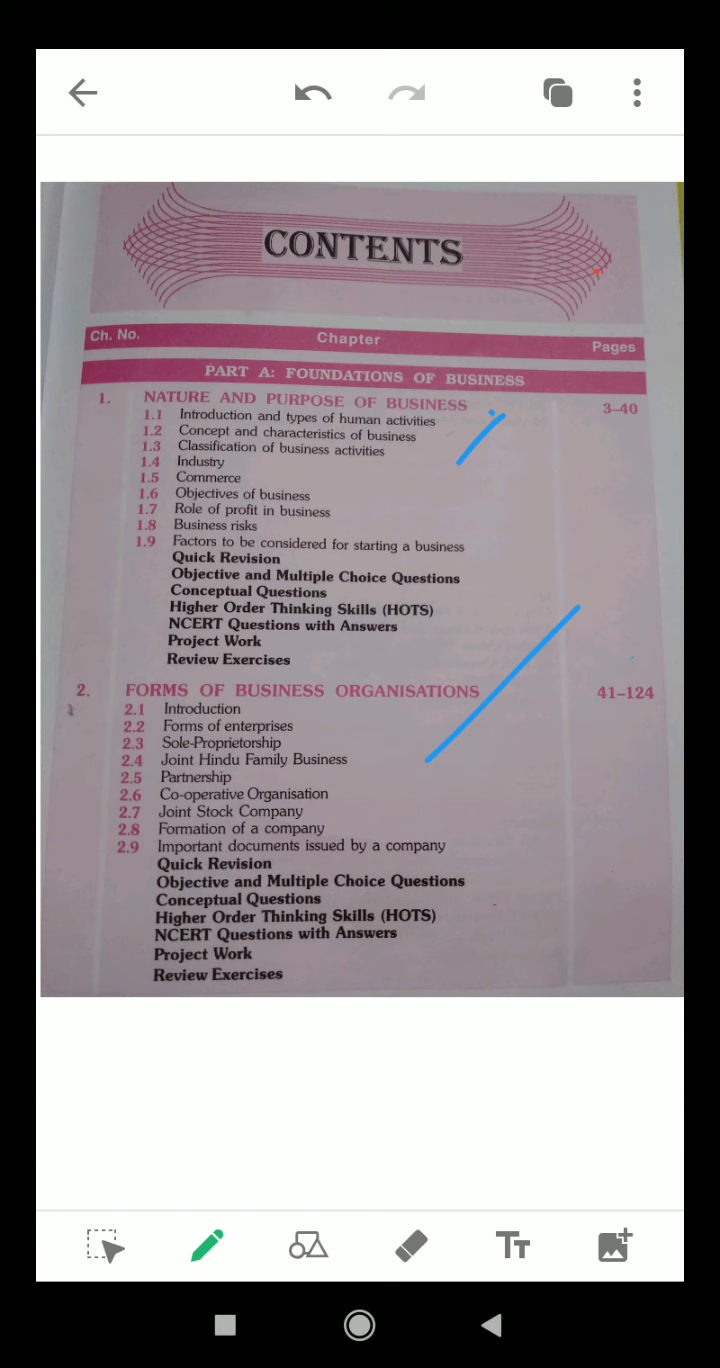 CONTENTS
Ch. No. Chapter Pages
PART A: FOUNDATIONS OF BUSINESS
1. NATURE AND PURPOSE OF BUSINESS 3–40
1.1 Introduction and types of human activities
1.2 Concept and characteristics of business
1.3 Classification of business activities
1.4 Industry
1.5 Commerce
1.6 Objectives of business
1.7 Role of profit in business
1.8 Business risks
1.9 Factors to be considered for starting a business
Quick Revision
Objective and Multiple Choice Questions
Conceptual Questions
Higher Order Thinking Skills (HOTS)
NCERT Questions with Answers
Project Work
Review Exercises
2. FORMS OF BUSINESS ORGANISATIONS 41–124
2.1 Introduction
2.2 Forms of enterprises
2.3 Sole-Proprietorship
2.4 Joint Hindu Family Business
2.5 Partnership
2.6 Co-operative Organisation
2.7 Joint Stock Company
2.8 Formation of a company
2.9 Important documents issued by a company
Quick Revision
Objective and Multiple Choice Questions
Conceptual Questions
Higher Order Thinking Skills (HOTS)
NCERT Questions with Answers
Project Work
Review Exercises
TT